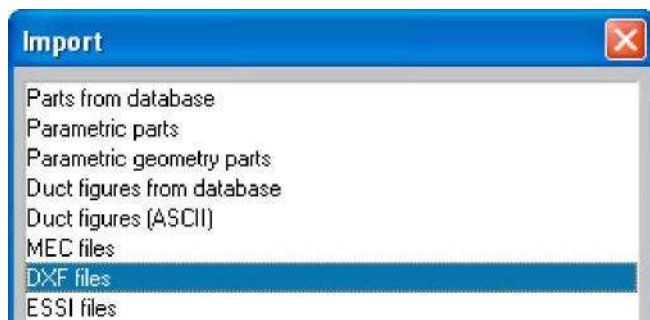 Import
Parts from database
Parametric parts
Parametric geometry parts
Duct figures from database
Duct figures (ASCII)
MEC files
DXF files
ESSI files